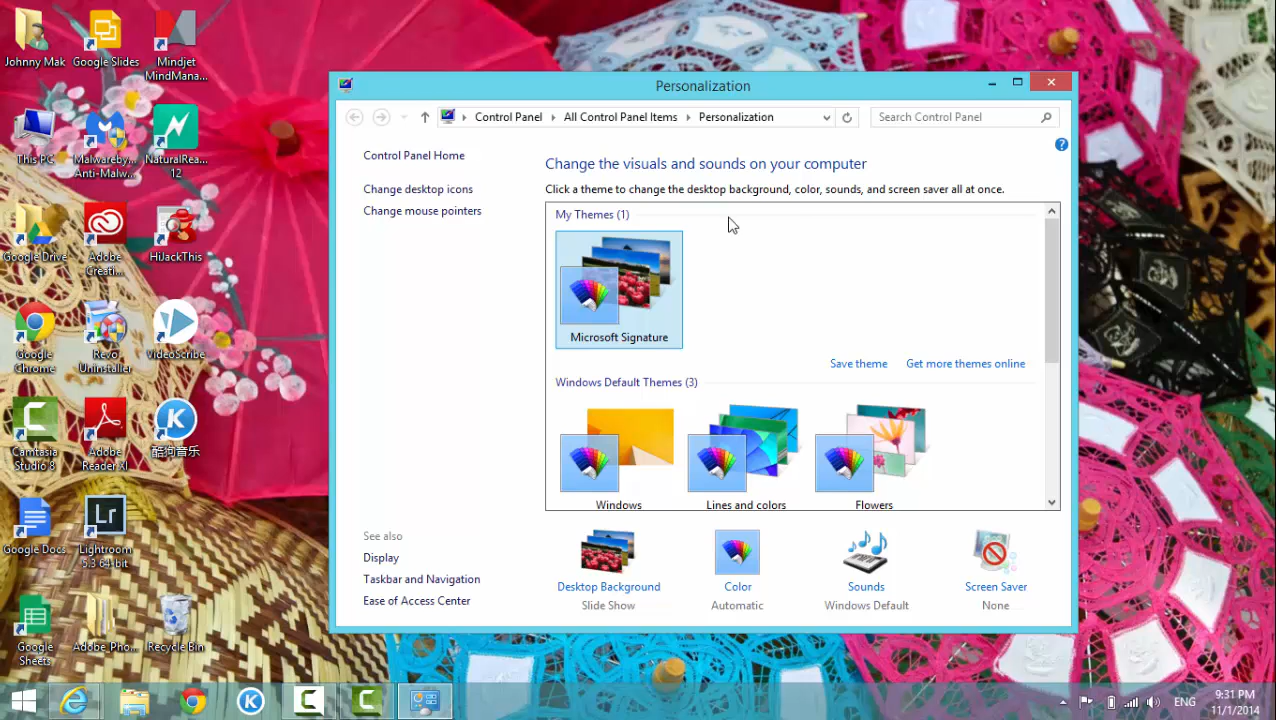 Johnny Mak
Google Slides
Mindjet
MindMana...
This PC
Malwareby...
Anti-Malw...
NaturalRea...
12
Google Drive
Adobe
Creati...
HiJackThis
Google
Chrome
Revo
Uninstaller
VideoScribe
Camtasia
Studio 8
Adobe
Reader XI
酷狗音乐
Google Docs
Lightroom
5.3 64-bit
Google
Sheets
Adobe_Pho...
Recycle Bin
Personalization
Control Panel
All Control Panel Items
Personalization
Search Control Panel
Control Panel Home
Change desktop icons
Change mouse pointers
Change the visuals and sounds on your computer
Click a theme to change the desktop background, color, sounds, and screen saver all at once.
My Themes (1)
Microsoft Signature
Save theme
Get more themes online
Windows Default Themes (3)
Windows
Lines and colors
Flowers
See also
Display
Taskbar and Navigation
Ease of Access Center
Desktop Background
Slide Show
Color
Automatic
Sounds
Windows Default
Screen Saver
None
ENG
9:31 PM
11/1/2014